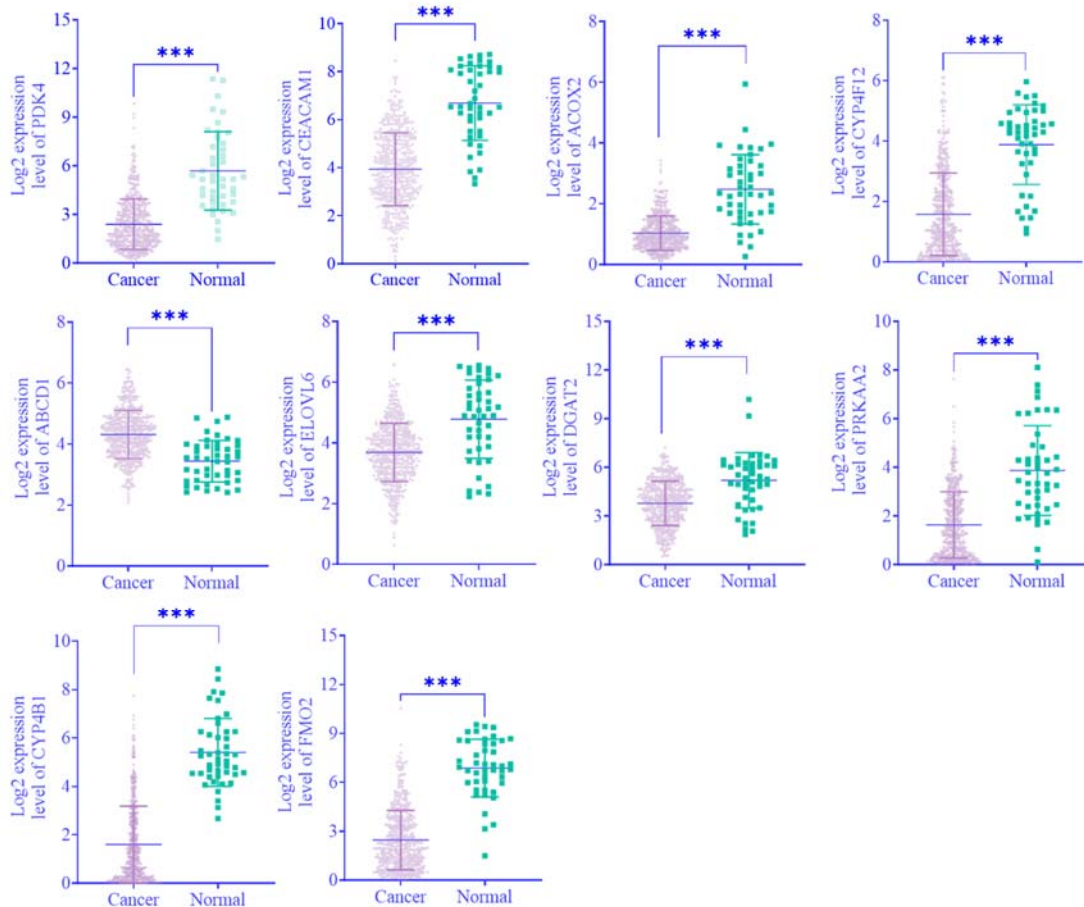 Log2 expression
level of PDK4
15
12
9
6
3
0
***
Cancer Normal
Log2 expression
level of CEACAM1
10
8
6
4
2
0
***
Cancer Normal
Log2 expression
level of ACOX2
8
6
4
2
0
***
Cancer Normal
Log2 expression
level of CYP4F12
8
6
4
2
0
***
Cancer Normal
Log2 expression
level of ABCD1
8
6
4
2
0
***
Cancer Normal
Log2 expression
level of ELOVL6
8
6
4
2
0
***
Cancer Normal
Log2 expression
level of DGAT2
15
12
9
6
3
0
***
Cancer Normal
Log2 expression
level of PRKAA2
10
8
6
4
2
0
***
Cancer Normal
Log2 expression
level of CYP4B1
10
8
6
4
2
0
***
Cancer Normal
Log2 expression
level of FMO2
15
12
9
6
3
0
***
Cancer Normal